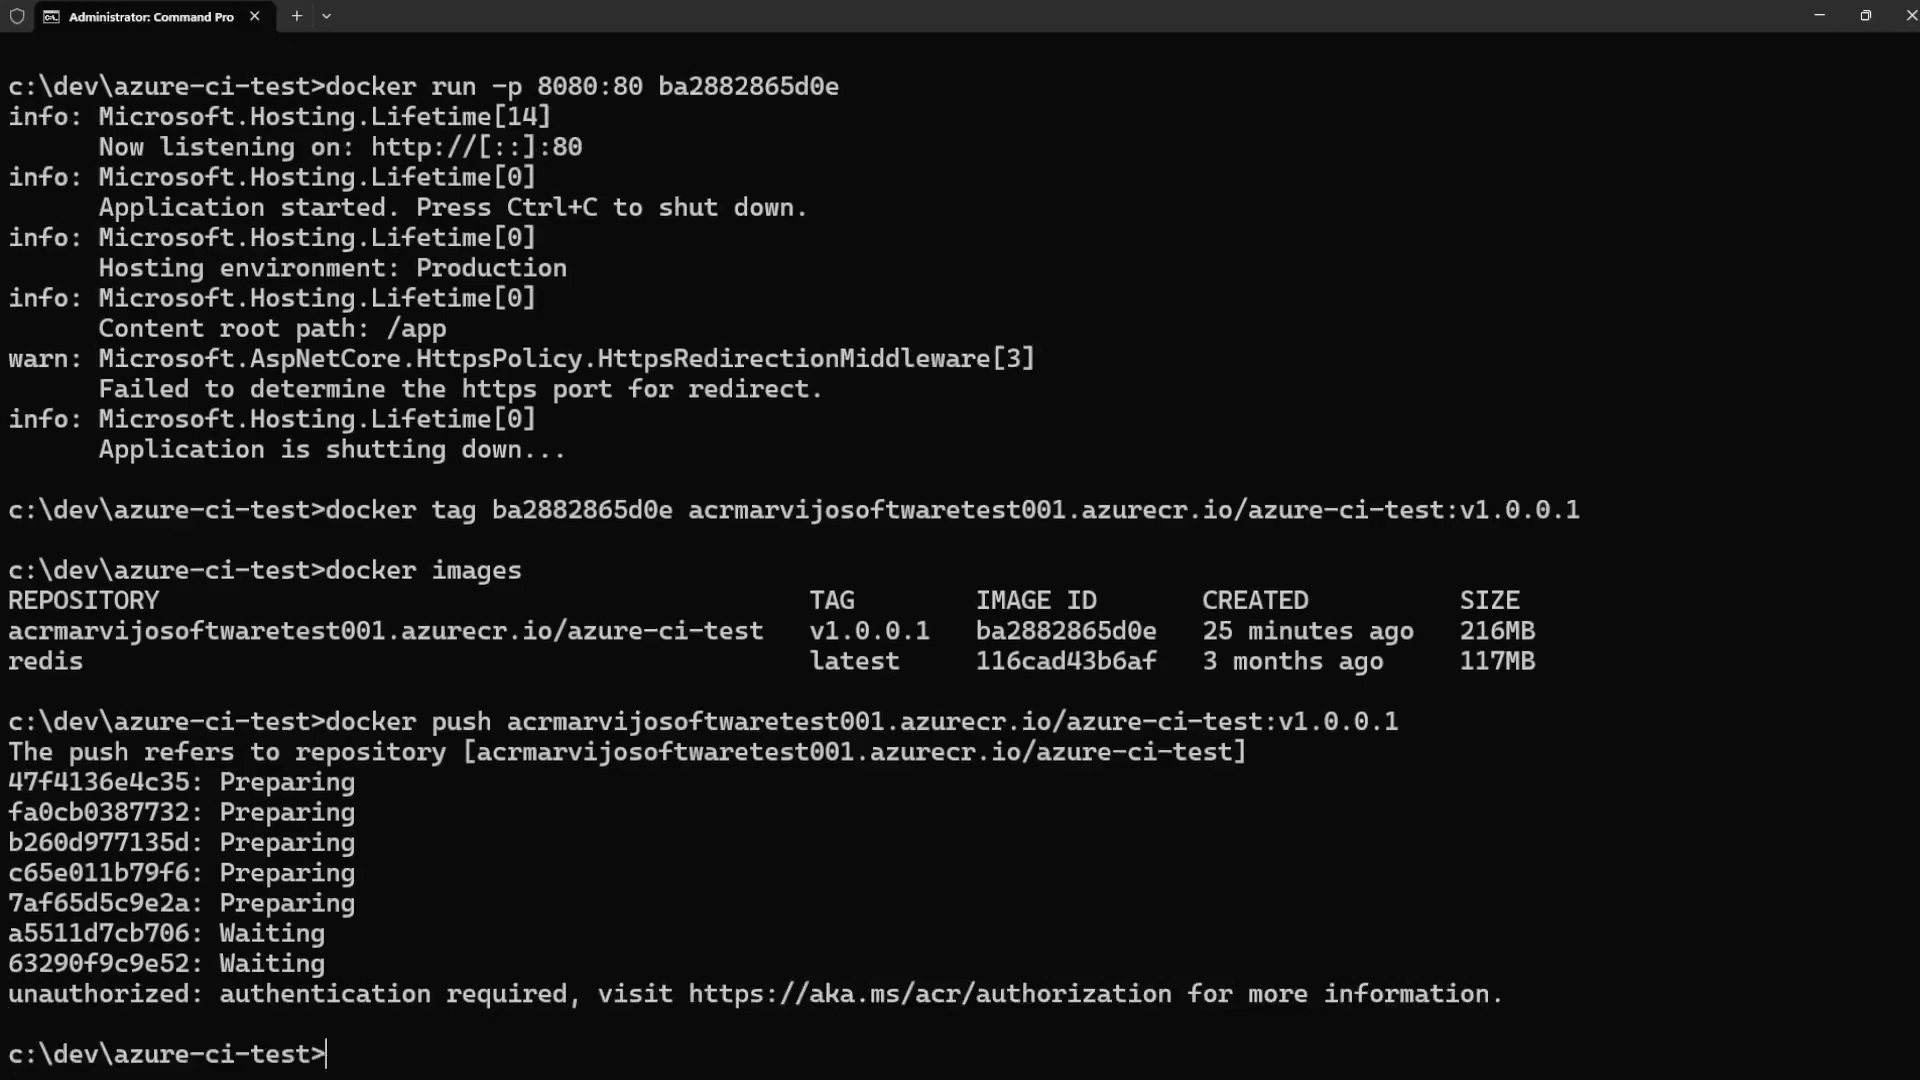 Administrator: Command Pro
c:\dev\azure-ci-test>docker run -p 8080:80 ba2882865d0e
info: Microsoft.Hosting.Lifetime[14]
      Now listening on: http://[::]:80
info: Microsoft.Hosting.Lifetime[0]
      Application started. Press Ctrl+C to shut down.
info: Microsoft.Hosting.Lifetime[0]
      Hosting environment: Production
info: Microsoft.Hosting.Lifetime[0]
      Content root path: /app
warn: Microsoft.AspNetCore.HttpsPolicy.HttpsRedirectionMiddleware[3]
      Failed to determine the https port for redirect.
info: Microsoft.Hosting.Lifetime[0]
      Application is shutting down...
c:\dev\azure-ci-test>docker tag ba2882865d0e acrmarvijosoftwaretest001.azurecr.io/azure-ci-test:v1.0.0.1
c:\dev\azure-ci-test>docker images
REPOSITORY                                           TAG        IMAGE ID       CREATED          SIZE
acrmarvijosoftwaretest001.azurecr.io/azure-ci-test   v1.0.0.1   ba2882865d0e   25 minutes ago   216MB
redis                                                latest     116cad43b6af   3 months ago     117MB
c:\dev\azure-ci-test>docker push acrmarvijosoftwaretest001.azurecr.io/azure-ci-test:v1.0.0.1
The push refers to repository [acrmarvijosoftwaretest001.azurecr.io/azure-ci-test]
47f4136e4c35: Preparing
fa0cb0387732: Preparing
b260d977135d: Preparing
c65e011b79f6: Preparing
7af65d5c9e2a: Preparing
a5511d7cb706: Waiting
63290f9c9e52: Waiting
unauthorized: authentication required, visit https://aka.ms/acr/authorization for more information.
c:\dev\azure-ci-test>